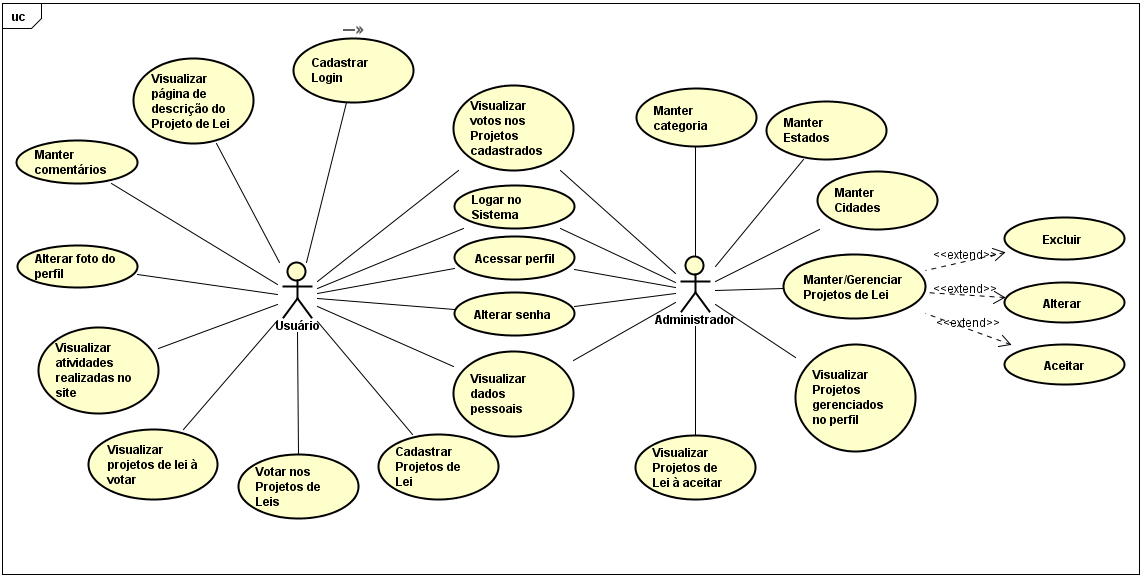 uc
Cadastrar
Login
Visualizar
página de
descrição do
Projeto de Lei
Visualizar
votos nos
Projetos
cadastrados
Manter
categoria
Manter
Estados
Manter
comentários
Logar no
Sistema
Manter
Cidades
Alterar foto do
perfil
Acessar perfil
Manter/Gerenciar
Projetos de Lei
<<extend>>
Excluir
<<extend>>
Alterar
<<extend>>
Aceitar
Usuário
Alterar senha
Administrador
Visualizar
atividades
realizadas no
site
Visualizar
dados
pessoais
Visualizar
Projetos
gerenciados
no perfil
Visualizar
projetos de lei à
votar
Votar nos
Projetos de
Leis
Cadastrar
Projetos de
Lei
Visualizar
Projetos de
Lei à aceitar